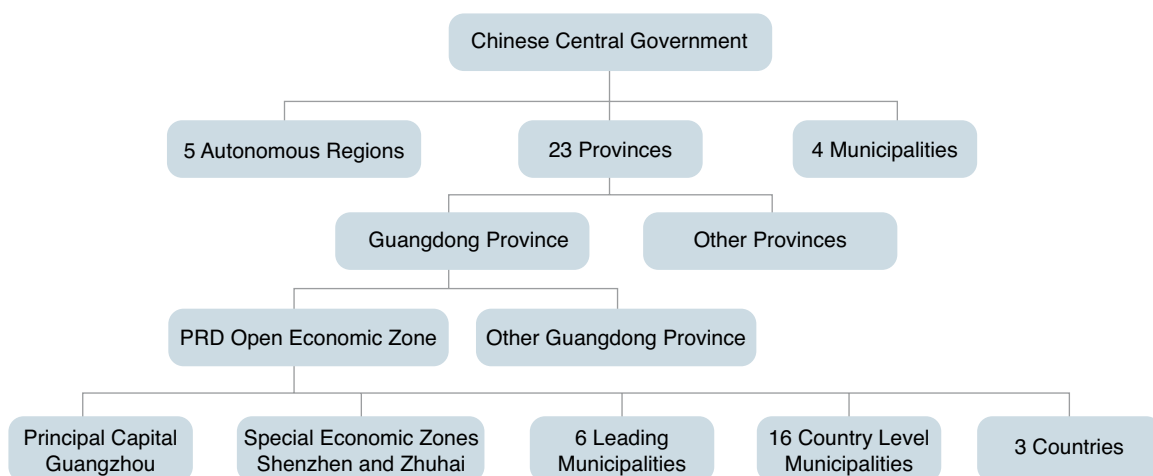 Chinese Central Government
5 Autonomous Regions
23 Provinces
4 Municipalities
Guangdong Province
Other Provinces
PRD Open Economic Zone
Other Guangdong Province
Principal Capital
Guangzhou
Special Economic Zones
Shenzhen and Zhuhai
6 Leading
Municipalities
16 Country Level
Municipalities
3 Countries